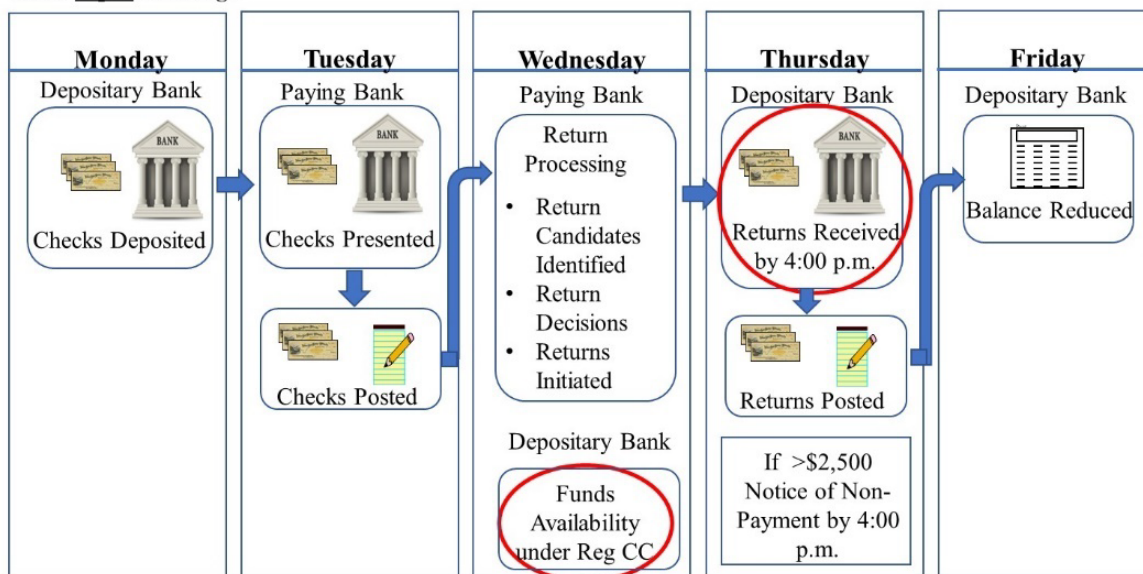 Monday
Depositary Bank
BANK
Checks Deposited
Tuesday
Paying Bank
BANK
Checks Presented
Checks Posted
Wednesday
Paying Bank
Return
Processing
• Return
Candidates
Identified
• Return
Decisions
• Returns
Initiated
Depositary Bank
Funds
Availability
under Reg CC
Thursday
Depositary Bank
BANK
Returns Received
by 4:00 p.m.
Returns Posted
If >$2,500
Notice of Non-
Payment by 4:00
p.m.
Friday
Depositary Bank
Balance Reduced